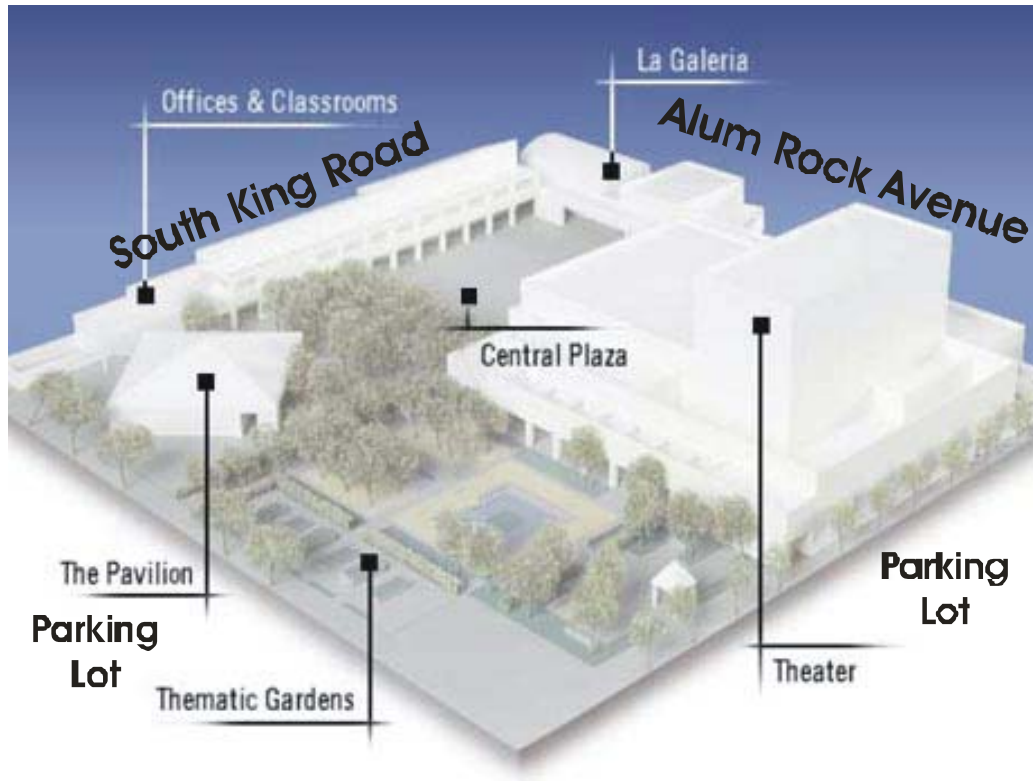 La Galeria
Offices & Classrooms
South King Road
Alum Rock Avenue
Central Plaza
The Pavilion
Parking
Lot
Parking
Lot
Theater
Thematic Gardens